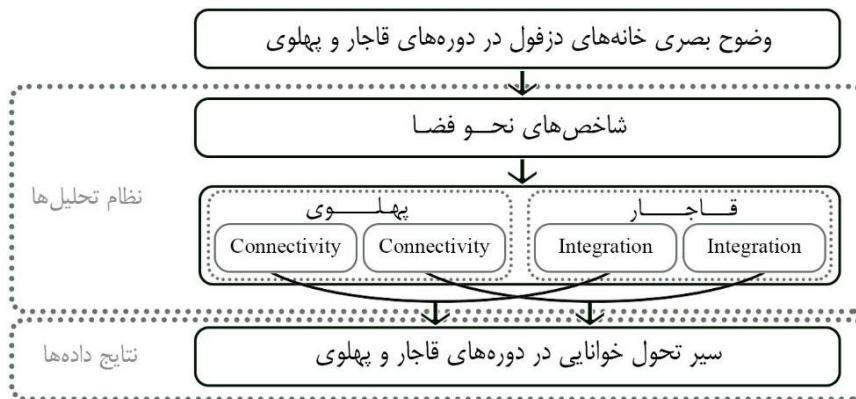 وضوح بصری خانه‌های دزفول در دوره‌های قاجار و پهلوی
شاخص‌های نحو فضا
نظام تحلیل‌ها
قاجار
پهلوی
Integration
Integration
Connectivity
Connectivity
سیر تحول خوانایی در دوره‌های قاجار و پهلوی
نتایج داده‌ها